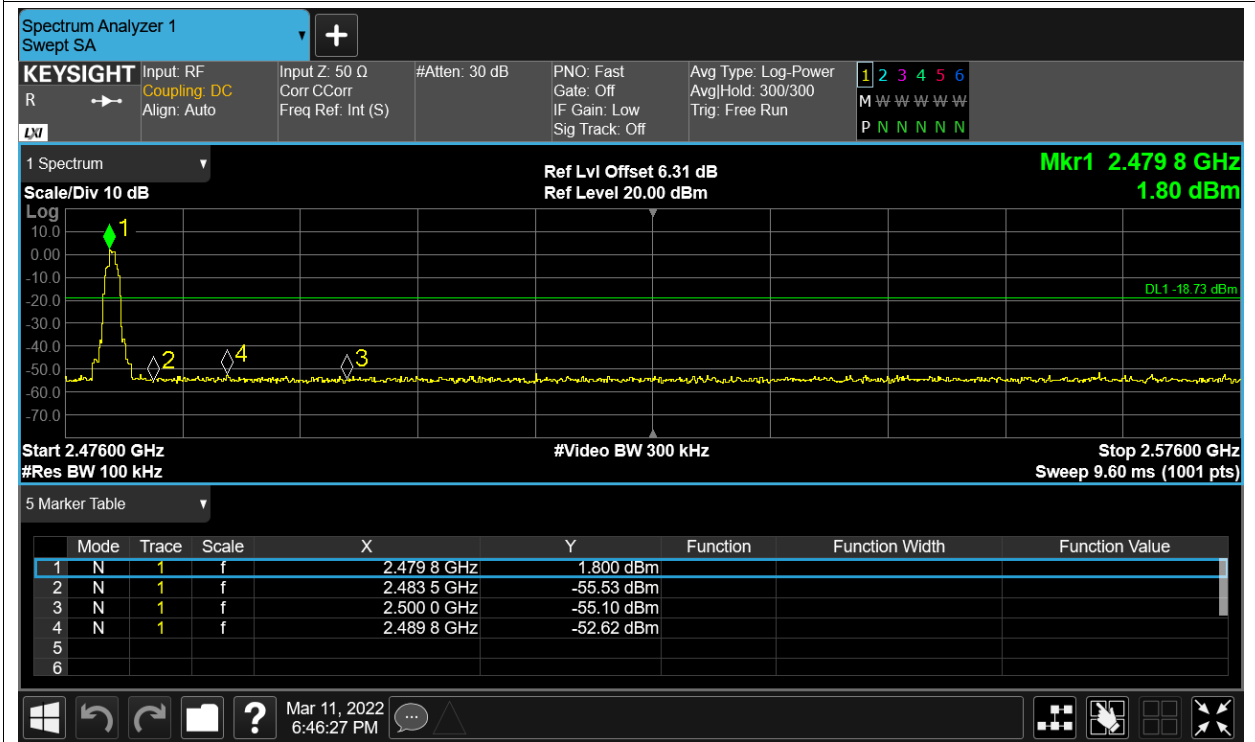 Spectrum Analyzer 1
Swept SA
KEYSIGHT
R
LXI
Input: RF
Coupling: DC
Align: Auto
Input Z: 50 Ω
Corr CCorr
Freq Ref: Int (S)
#Atten: 30 dB
PNO: Fast
Gate: Off
IF Gain: Low
Sig Track: Off
Avg Type: Log-Power
Avg|Hold: 300/300
Trig: Free Run
1 2 3 4 5 6
M W W W W W
P N N N N N
1 Spectrum
Scale/Div 10 dB
Ref Lvl Offset 6.31 dB
Ref Level 20.00 dBm
Mkr1 2.479 8 GHz
1.80 dBm
Log
10.0
0.00
-10.0
-20.0
-30.0
-40.0
-50.0
-60.0
-70.0
1
2
4
3
DL1 -18.73 dBm
Start 2.47600 GHz
#Video BW 300 kHz
Stop 2.57600 GHz
#Res BW 100 kHz
Sweep 9.60 ms (1001 pts)
5 Marker Table
Mode Trace Scale X Y Function Function Width Function Value
1 N 1 f 2.479 8 GHz 1.800 dBm
2 N 1 f 2.483 5 GHz -55.53 dBm
3 N 1 f 2.500 0 GHz -55.10 dBm
4 N 1 f 2.489 8 GHz -52.62 dBm
5
6
?
Mar 11, 2022
6:46:27 PM